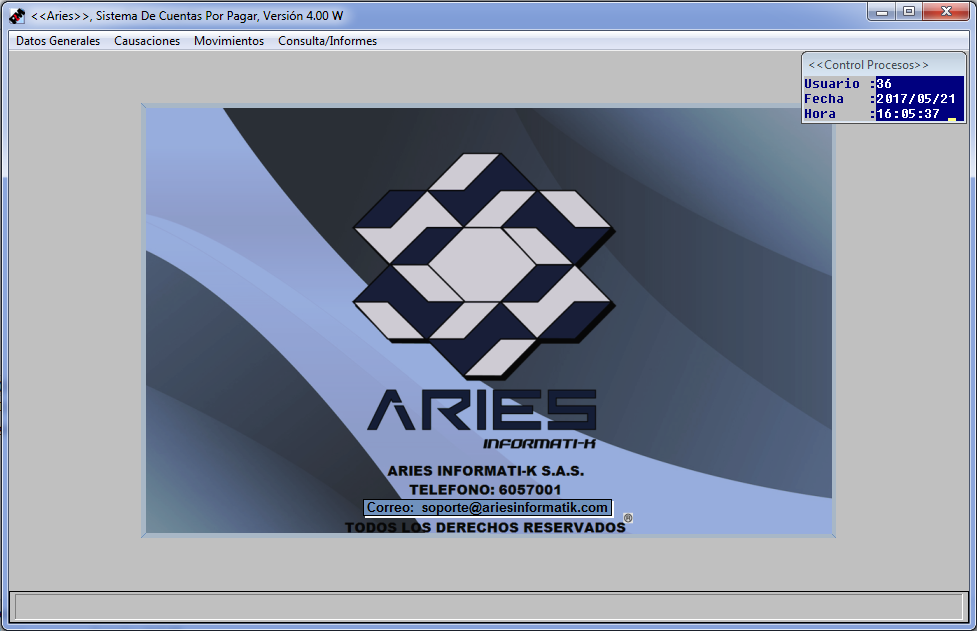 <<Aries>>, Sistema De Cuentas Por Pagar, Versión 4.00 W
Datos Generales Causaciones Movimientos Consulta/Informes
<<Control Procesos>>
Usuario :36
Fecha :2017/05/21
Hora :16:05:37
ARIES
INFORMATI-K
ARIES INFORMATI-K S.A.S.
TELEFONO: 6057001
Correo: soporte@ariesinformatik.com
®
TODOS LOS DERECHOS RESERVADOS